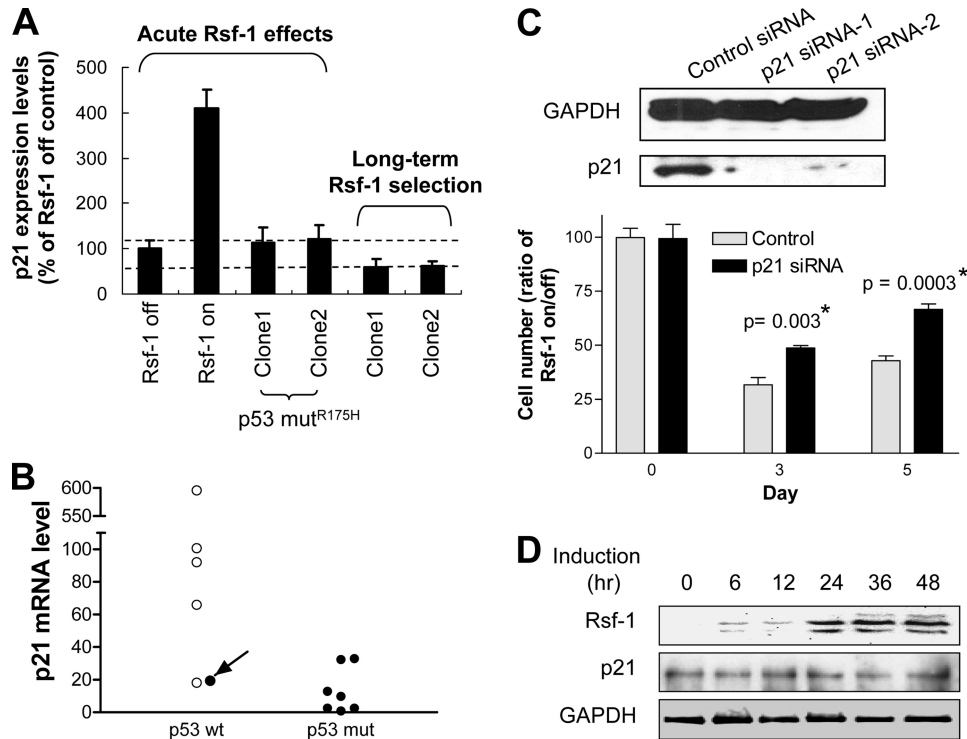 A
Acute Rsf-1 effects
Long-term
Rsf-1 selection
p21 expression levels
(% of Rsf-1 off control)
500
400
300
200
100
0
Rsf-1 off
Rsf-1 on
Clone1
Clone2
Clone1
Clone2
p53 mutR175H
B
p21 mRNA level
600
550
100
80
60
40
20
0
p53 wt
p53 mut
C
Control siRNA
p21 siRNA-1
p21 siRNA-2
GAPDH
p21
Cell number (ratio of
Rsf-1 on/off)
100
75
50
25
0
Control
p21 siRNA
p= 0.003*
p = 0.0003*
0
3
5
Day
D
Induction
(hr)
0 6 12 24 36 48
Rsf-1
p21
GAPDH